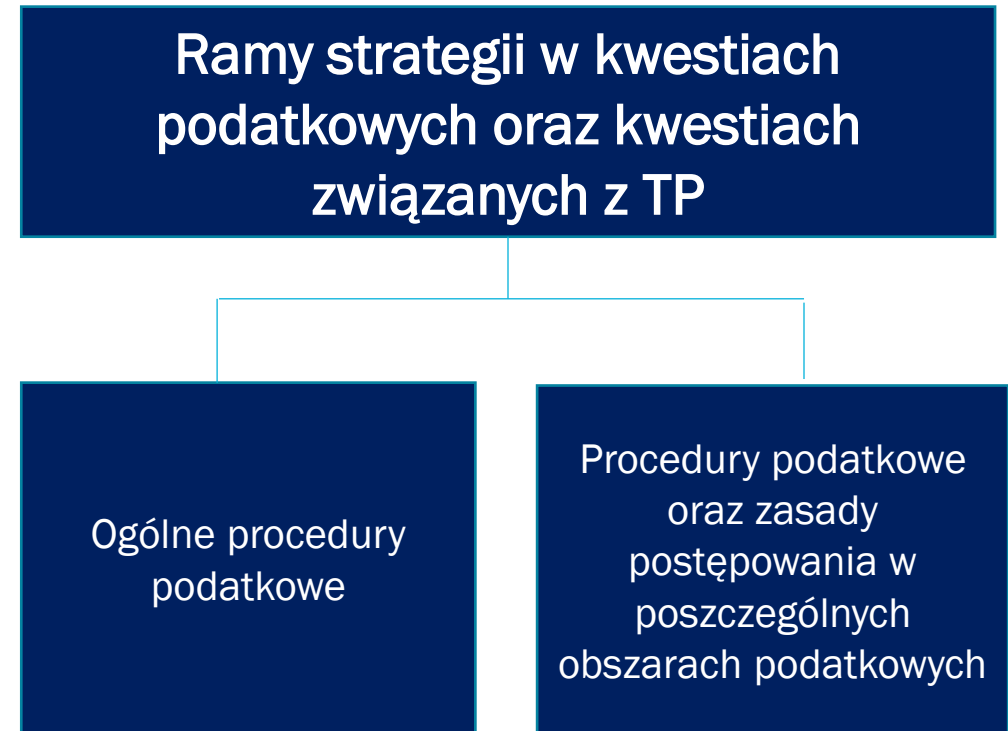 Ramy strategii w kwestiach
podatkowych oraz kwestiach
związanych z TP
Ogólne procedury
podatkowe
Procedury podatkowe
oraz zasady
postępowania w
poszczególnych
obszarach podatkowych